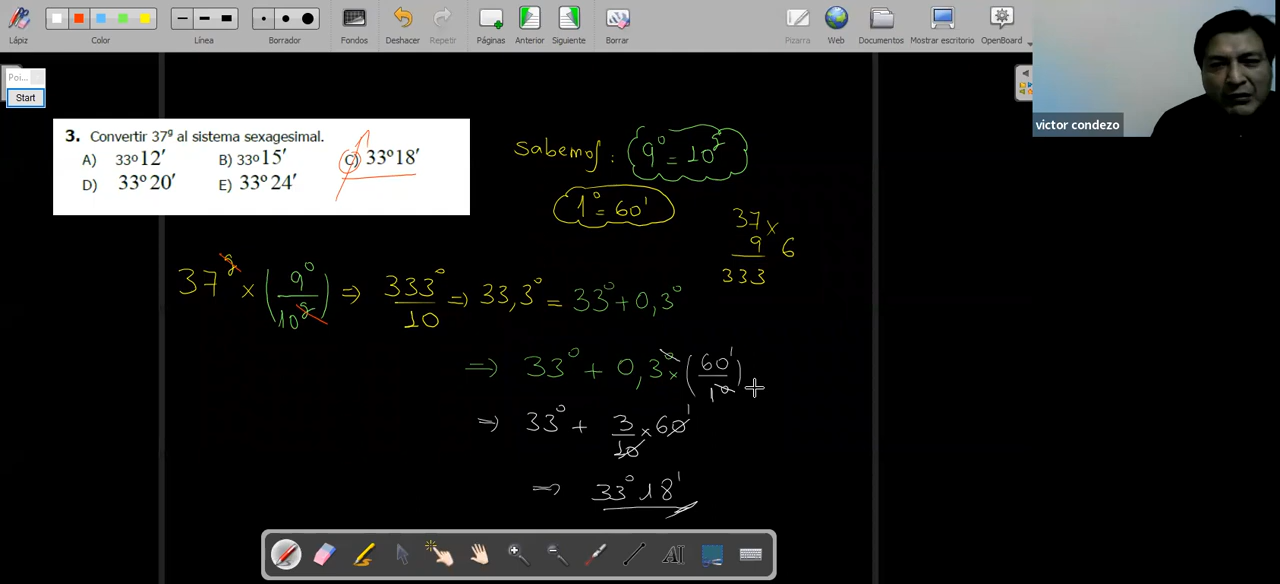 Lápiz Color Línea Borrador Fondos Deshacer Repetir Páginas Anterior Siguiente Borrar Pizarra Web Documentos Mostrar escritorio OpenBoard
Poi...
Start
victor condezo
3. Convertir 37ᵍ al sistema sexagesimal.
A) 33º12' B) 33º15' C) 33º18'
D) 33º20' E) 33º24'
Sabemos: 9° = 10ᵍ
1° = 60'
37 x
9 6
333
37ᵍ x (9°/10ᵍ) => 333°/10 => 33,3° = 33° + 0,3°
=> 33° + 0,3° x (60'/1°)
=> 33° + 3/10 x 60'
=> 33° 18'
AI